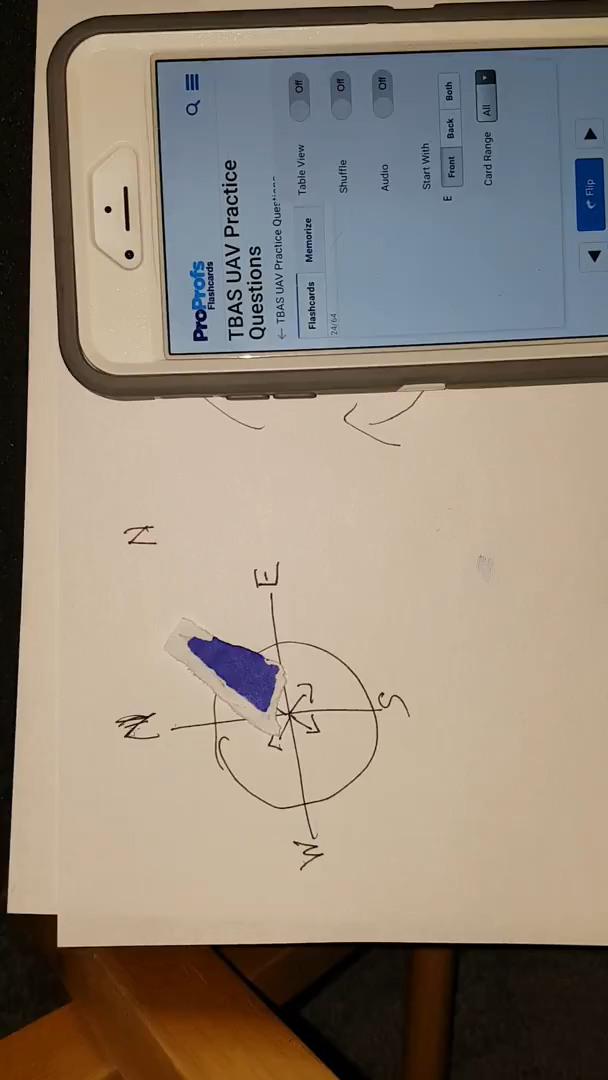 ProProfs
Flashcards
TBAS UAV Practice
Questions
← TBAS UAV Practice Questions
Flashcards Memorize
24/64
Table View Off
Shuffle Off
Audio Off
Start With
Front Back Both
E
Card Range All
Flip
N
N
E
S
W